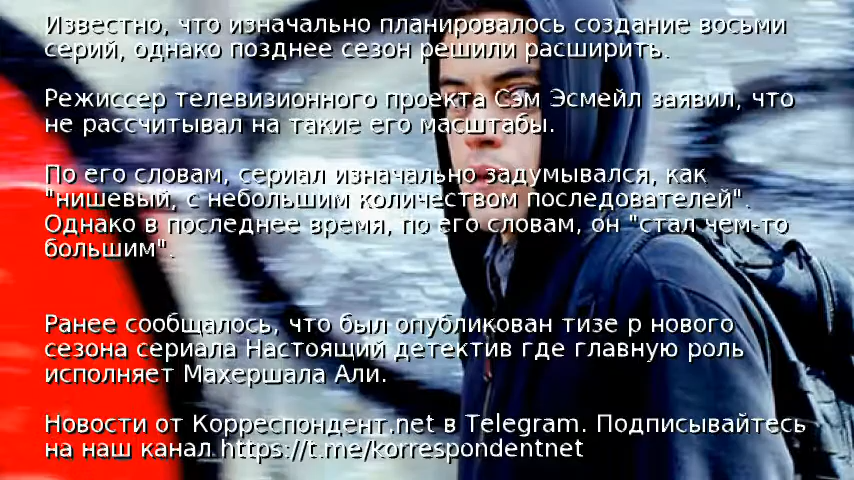 Известно, что изначально планировалось создание восьми
серий, однако позднее сезон решили расширить.
Режиссер телевизионного проекта Сэм Эсмейл заявил, что
не рассчитывал на такие его масштабы.
По его словам, сериал изначально задумывался, как
"нишевый, с небольшим количеством последователей".
Однако в последнее время, по его словам, он "стал чем-то
большим".
Ранее сообщалось, что был опубликован тизе р нового
сезона сериала Настоящий детектив где главную роль
исполняет Махершала Али.
Новости от Корреспондент.net в Telegram. Подписывайтесь
на наш канал https://t.me/korrespondentnet